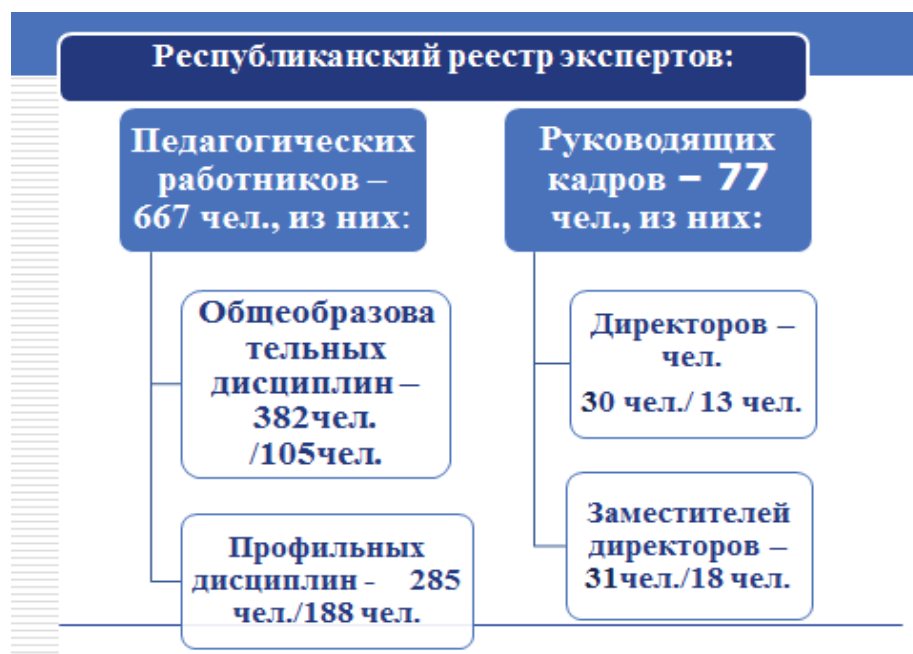 Республиканский реестр экспертов:
Педагогических
работников –
667 чел., из них:
Общеобразова
тельных
дисциплин –
382чел.
/105чел.
Профильных
дисциплин - 285
чел./188 чел.
Руководящих
кадров – 77
чел., из них:
Директоров –
чел.
30 чел./ 13 чел.
Заместителей
директоров –
31чел./18 чел.